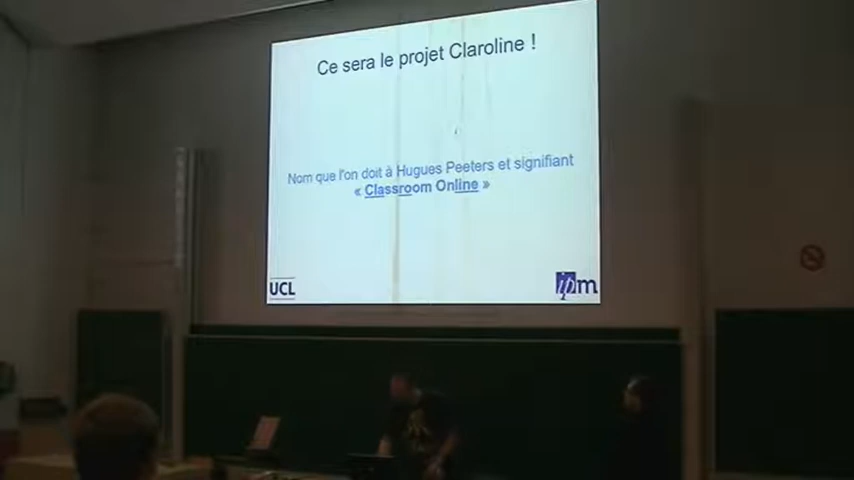 Ce sera le projet Claroline !
Nom que l'on doit à Hugues Peeters et signifiant
« Classroom Online »
UCL
ipm